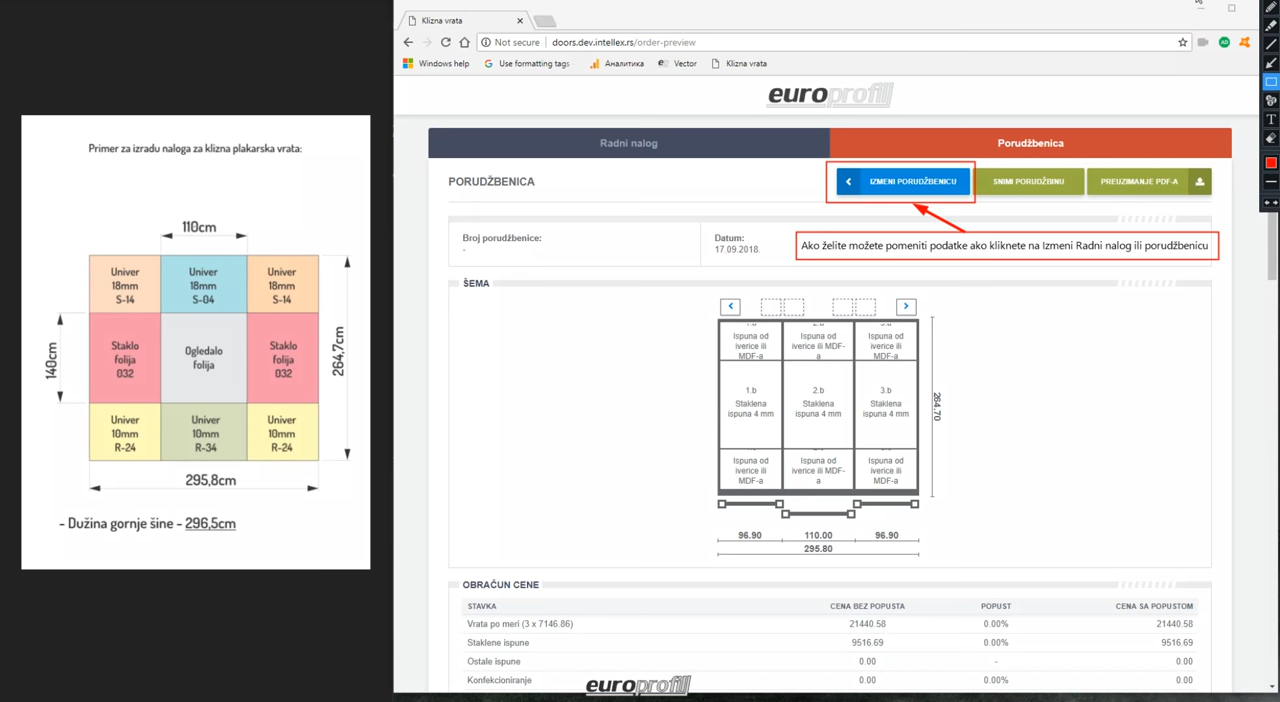 Primer za izradu naloga za klizna plakarska vrata:
110cm
Univer
18mm
S-14
Univer
18mm
S-04
Univer
18mm
S-14
140cm
Staklo
folija
032
Ogledalo
folija
Staklo
folija
032
264,7cm
Univer
10mm
R-24
Univer
10mm
R-34
Univer
10mm
R-24
295,8cm
- Dužina gornje šine - 296,5cm
Klizna vrata
Not secure doors.dev.intellex.rs/order-preview
Windows help Use formatting tags Аналитика Vector Klizna vrata
europrofill
Radni nalog Porudžbenica
PORUDŽBENICA IZMENI PORUDŽBENICU SNIMI PORUDŽBINU PREUZIMANJE PDF-A
Broj porudžbenice:
-
Datum:
17.09.2018.
Ako želite možete pomeniti podatke ako kliknete na Izmeni Radni nalog ili porudžbenicu
ŠEMA
Ispuna od
iverice ili
MDF-a
Ispuna od
iverice ili MDF-
a
Ispuna od
iverice ili
MDF-a
1.b
Staklena
ispuna 4 mm
2.b
Staklena
ispuna 4 mm
3.b
Staklena
ispuna 4 mm
264.70
Ispuna od
iverice ili
MDF-a
Ispuna od
iverice ili MDF-
a
Ispuna od
iverice ili
MDF-a
96.90 110.00 96.90
295.80
OBRAČUN CENE
STAVKA CENA BEZ POPUSTA POPUST CENA SA POPUSTOM
Vrata po meri (3 x 7146.86) 21440.58 0.00% 21440.58
Staklene ispune 9516.69 0.00% 9516.69
Ostale ispune 0.00 - 0.00
Konfekcioniranje 0.00 0.00% 0.00
europrofill